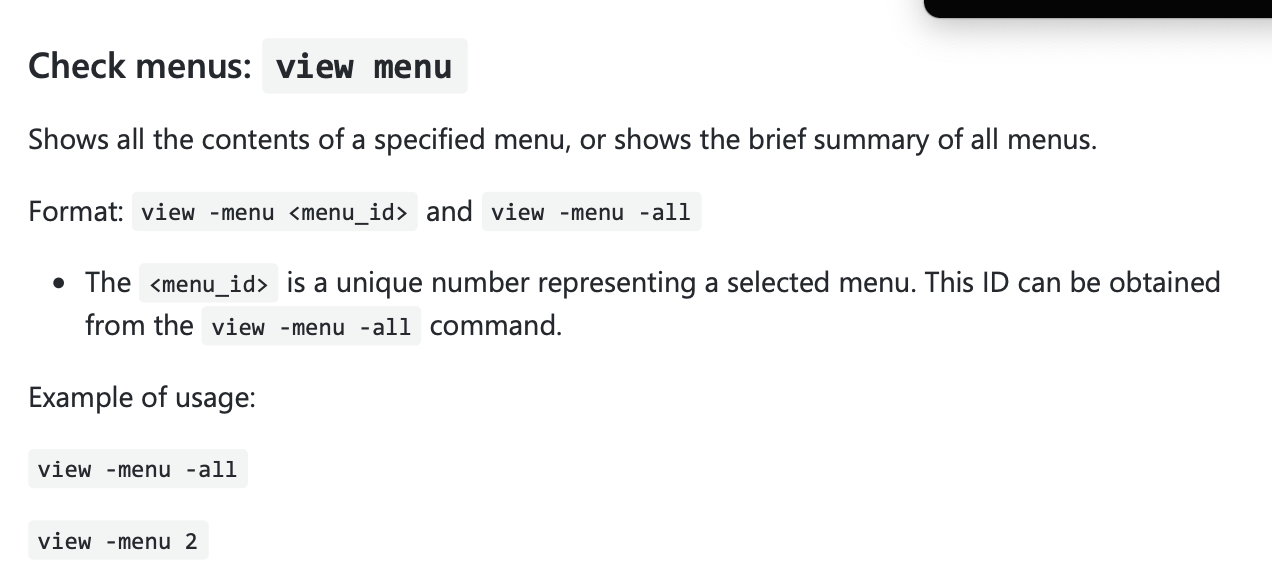 Check menus: view menu
Shows all the contents of a specified menu, or shows the brief summary of all menus.
Format: view -menu <menu_id> and view -menu -all
• The <menu_id> is a unique number representing a selected menu. This ID can be obtained
from the view -menu -all command.
Example of usage:
view -menu -all
view -menu 2